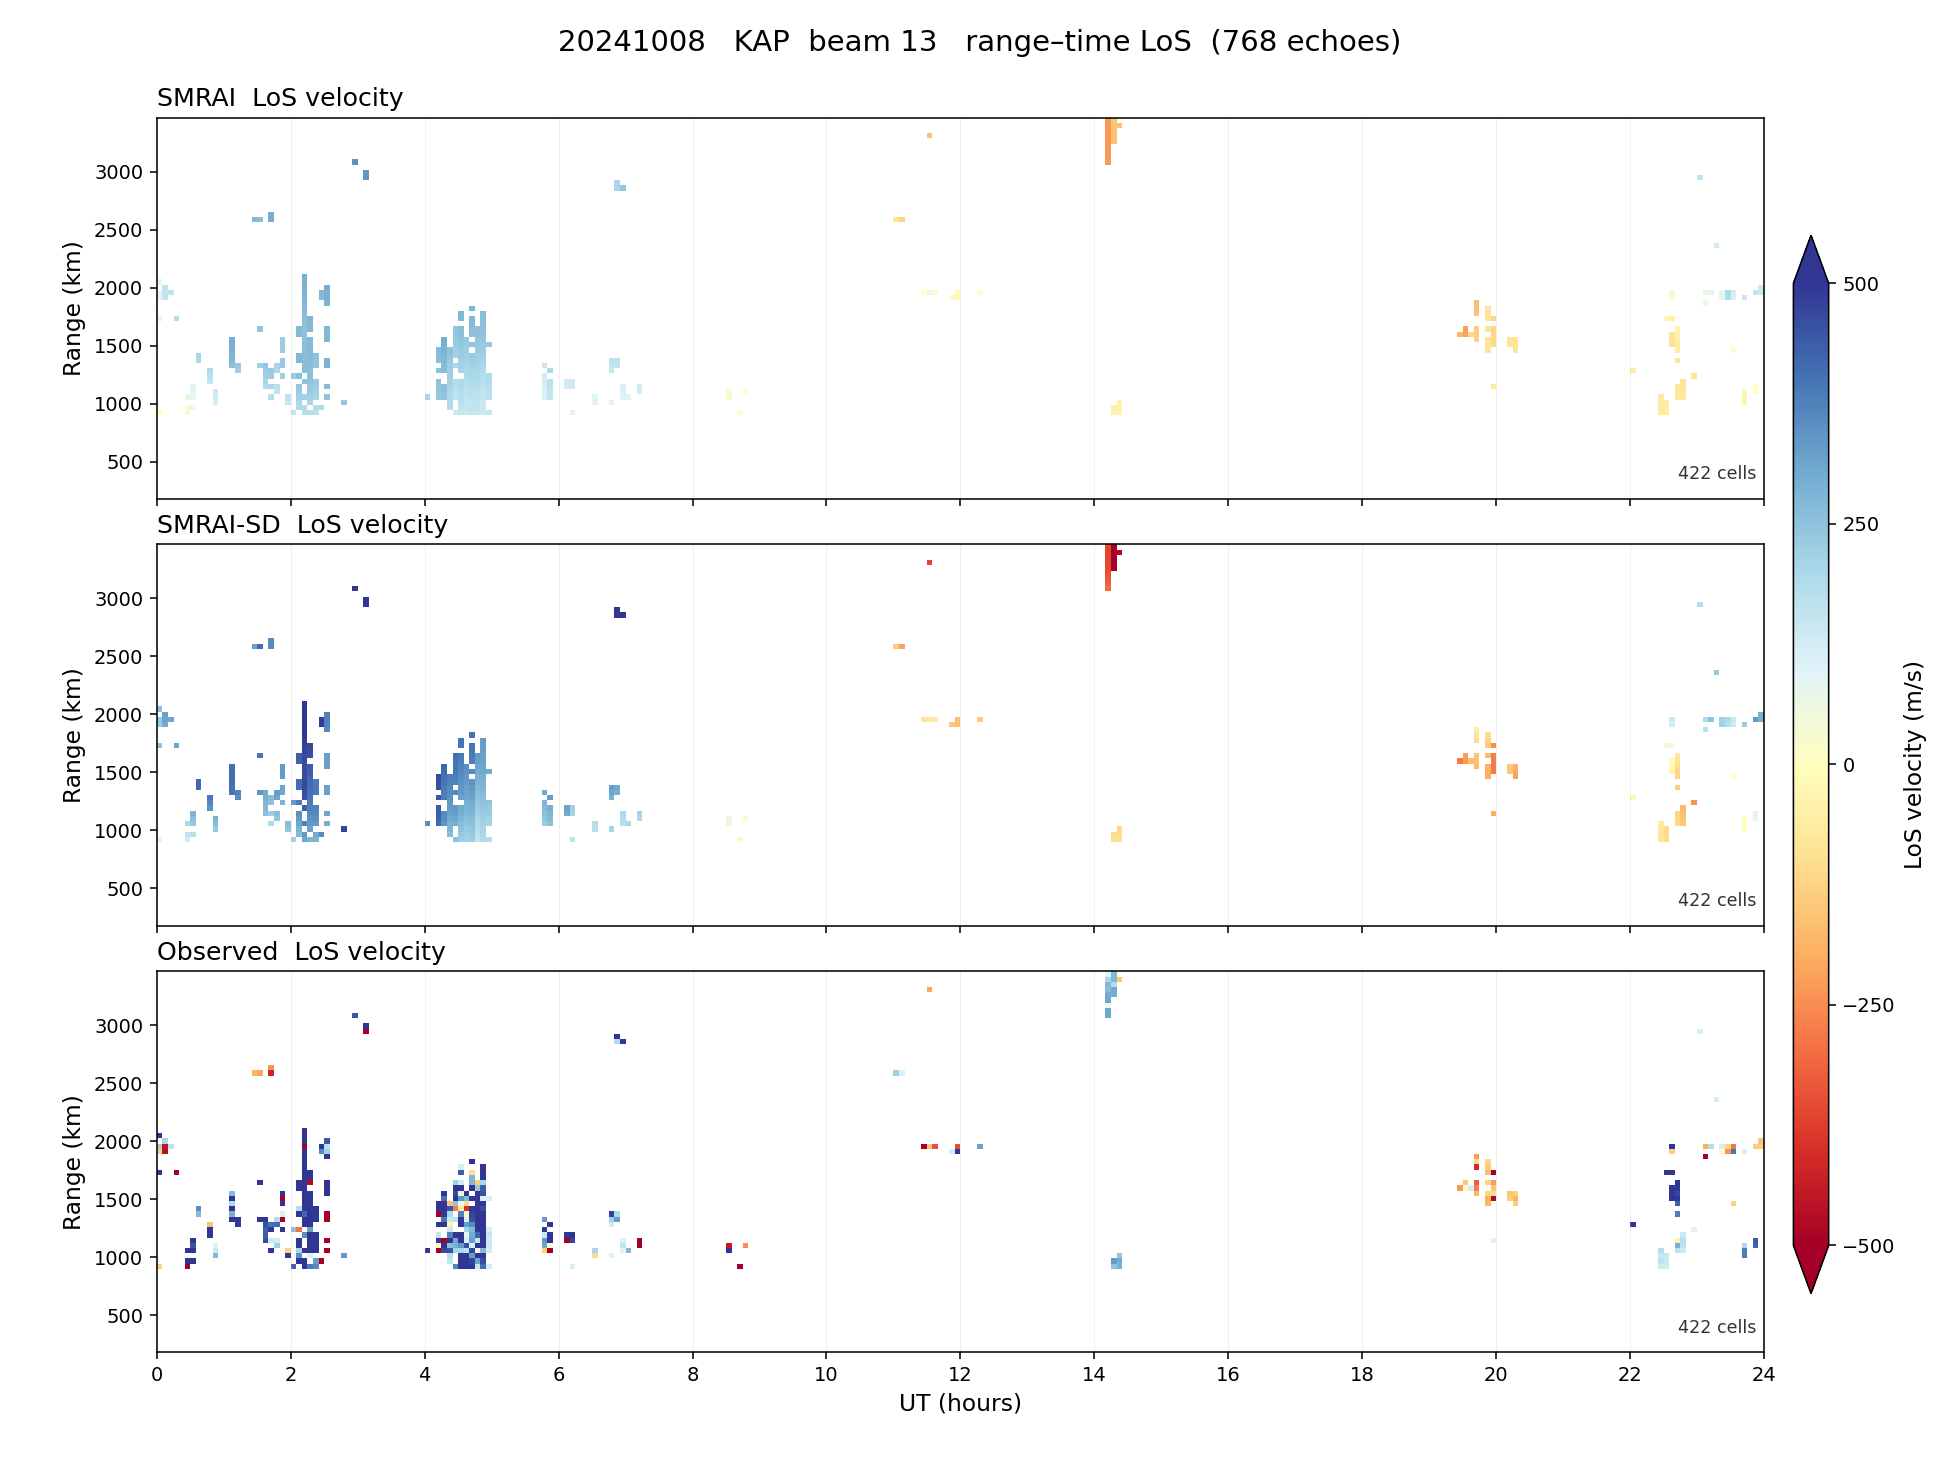 20241008   KAP  beam 13   range–time LoS  (768 echoes)
SMRAI  LoS velocity
3000
2500
2000
1500
1000
500
Range (km)
422 cells
SMRAI-SD  LoS velocity
3000
2500
2000
1500
1000
500
Range (km)
422 cells
Observed  LoS velocity
3000
2500
2000
1500
1000
500
Range (km)
422 cells
0 2 4 6 8 10 12 14 16 18 20 22 24
UT (hours)
500
250
0
−250
−500
LoS velocity (m/s)